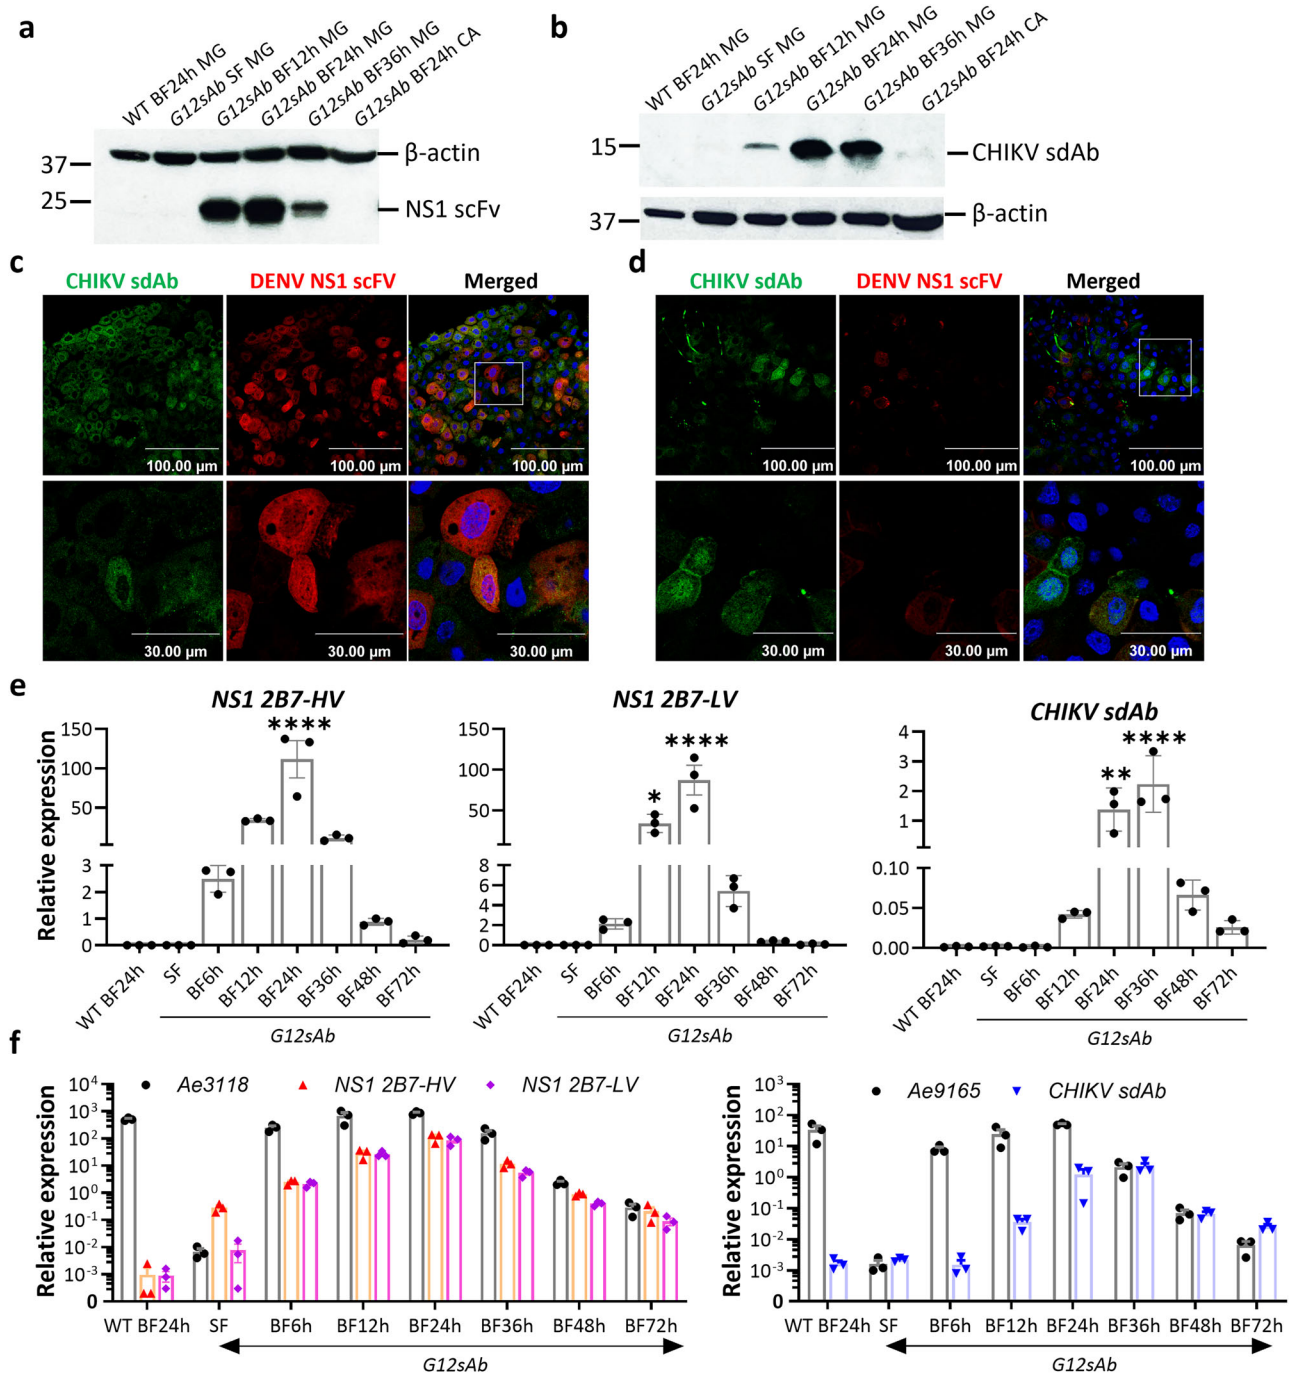 a
WT BF24h MG
G12sAb SF MG
G12sAb BF12h MG
G12sAb BF24h MG
G12sAb BF36h MG
G12sAb BF24h CA
37
β-actin
25
NS1 scFv
b
WT BF24h MG
G12sAb SF MG
G12sAb BF12h MG
G12sAb BF24h MG
G12sAb BF36h MG
G12sAb BF24h CA
15
CHIKV sdAb
37
β-actin
c
CHIKV sdAb DENV NS1 scFV Merged
100.00 µm 100.00 µm 100.00 µm
30.00 µm 30.00 µm 30.00 µm
d
CHIKV sdAb DENV NS1 scFV Merged
100.00 µm 100.00 µm 100.00 µm
30.00 µm 30.00 µm 30.00 µm
e
NS1 2B7-HV
Relative expression
150
100
50
3
2
1
0
****
WT BF24h SF BF6h BF12h BF24h BF36h BF48h BF72h
G12sAb
NS1 2B7-LV
150
100
50
8
6
4
2
0
* ****
WT BF24h SF BF6h BF12h BF24h BF36h BF48h BF72h
G12sAb
CHIKV sdAb
4
3
2
1
0.10
0.05
0.00
** ****
WT BF24h SF BF6h BF12h BF24h BF36h BF48h BF72h
G12sAb
f
Relative expression
Ae3118 NS1 2B7-HV NS1 2B7-LV
10⁴
10³
10²
10¹
10⁰
10⁻¹
10⁻²
10⁻³
0
WT BF24h SF BF6h BF12h BF24h BF36h BF48h BF72h
G12sAb
Relative expression
Ae9165 CHIKV sdAb
10³
10²
10¹
10⁰
10⁻¹
10⁻²
10⁻³
0
WT BF24h SF BF6h BF12h BF24h BF36h BF48h BF72h
G12sAb